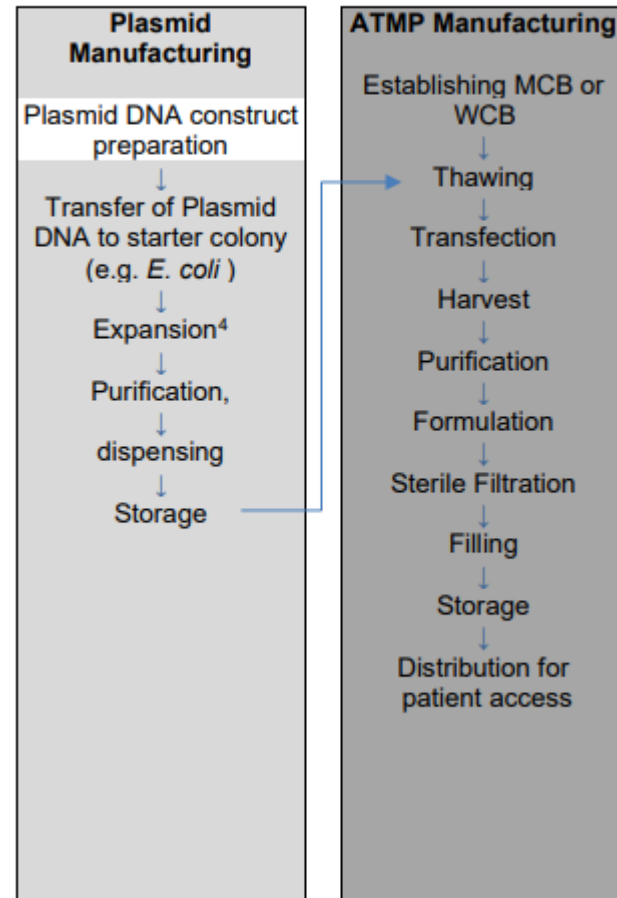 Plasmid
Manufacturing
Plasmid DNA construct
preparation
↓
Transfer of Plasmid
DNA to starter colony
(e.g. E. coli )
↓
Expansion⁴
↓
Purification,
↓
dispensing
↓
Storage
ATMP Manufacturing
Establishing MCB or
WCB
↓
Thawing
↓
Transfection
↓
Harvest
↓
Purification
↓
Formulation
↓
Sterile Filtration
↓
Filling
↓
Storage
↓
Distribution for
patient access